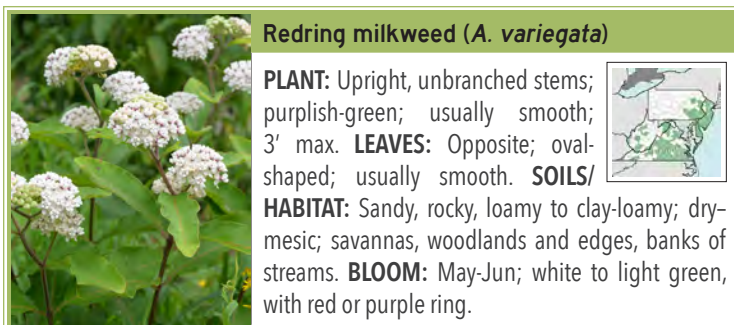 Redring milkweed (A. variegata)
PLANT: Upright, unbranched stems;
purplish-green; usually smooth;
3’ max. LEAVES: Opposite; oval-
shaped; usually smooth. SOILS/
HABITAT: Sandy, rocky, loamy to clay-loamy; dry–
mesic; savannas, woodlands and edges, banks of
streams. BLOOM: May-Jun; white to light green,
with red or purple ring.